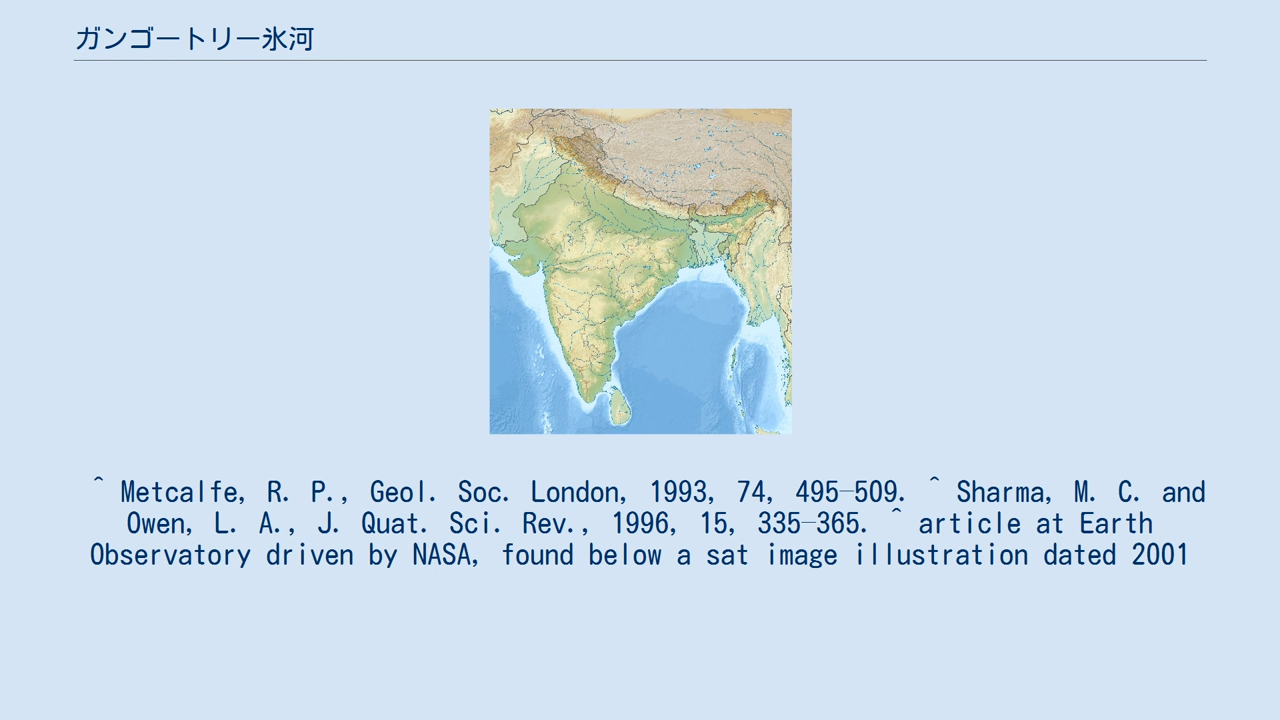 ガンゴートリー氷河
^ Metcalfe, R. P., Geol. Soc. London, 1993, 74, 495–509. ^ Sharma, M. C. and
Owen, L. A., J. Quat. Sci. Rev., 1996, 15, 335–365. ^ article at Earth
Observatory driven by NASA, found below a sat image illustration dated 2001